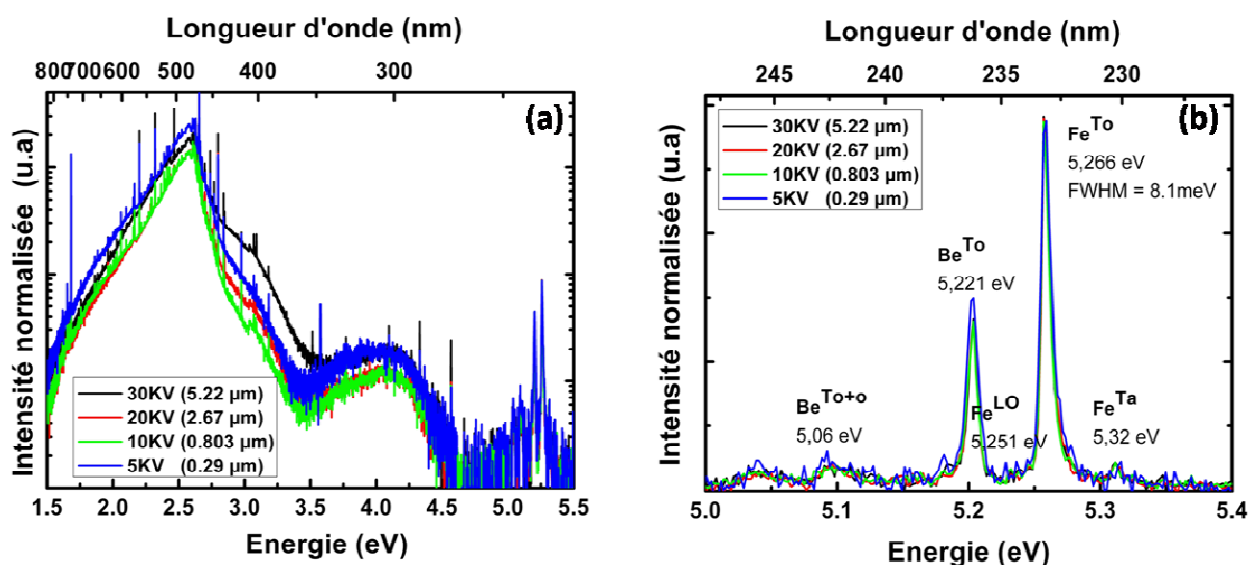 Longueur d'onde (nm)
800 700 600 500 400 300
(a)
Intensité normalisée (u.a)
30KV (5.22 µm)
20KV (2.67 µm)
10KV (0.803 µm)
5KV (0.29 µm)
1.5 2.0 2.5 3.0 3.5 4.0 4.5 5.0 5.5
Energie (eV)
Longueur d'onde (nm)
245 240 235 230
(b)
Intensité normalisée (u.a)
30KV (5.22 µm)
20KV (2.67 µm)
10KV (0.803 µm)
5KV (0.29 µm)
Fe^To
5,266 eV
FWHM = 8.1meV
Be^To
5,221 eV
Be^To+o
5,06 eV
Fe^LO
5,251 eV
Fe^Ta
5,32 eV
5.0 5.1 5.2 5.3 5.4
Energie (eV)